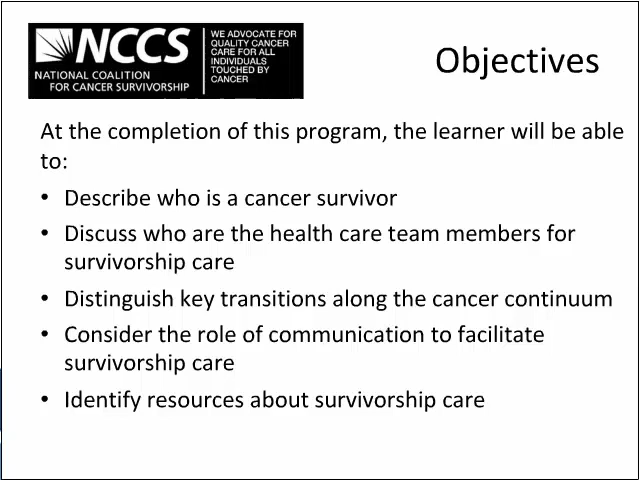 NCCS
NATIONAL COALITION
FOR CANCER SURVIVORSHIP
WE ADVOCATE FOR
QUALITY CANCER
CARE FOR ALL
INDIVIDUALS
TOUCHED BY
CANCER
Objectives
At the completion of this program, the learner will be able
to:
• Describe who is a cancer survivor
• Discuss who are the health care team members for
survivorship care
• Distinguish key transitions along the cancer continuum
• Consider the role of communication to facilitate
survivorship care
• Identify resources about survivorship care